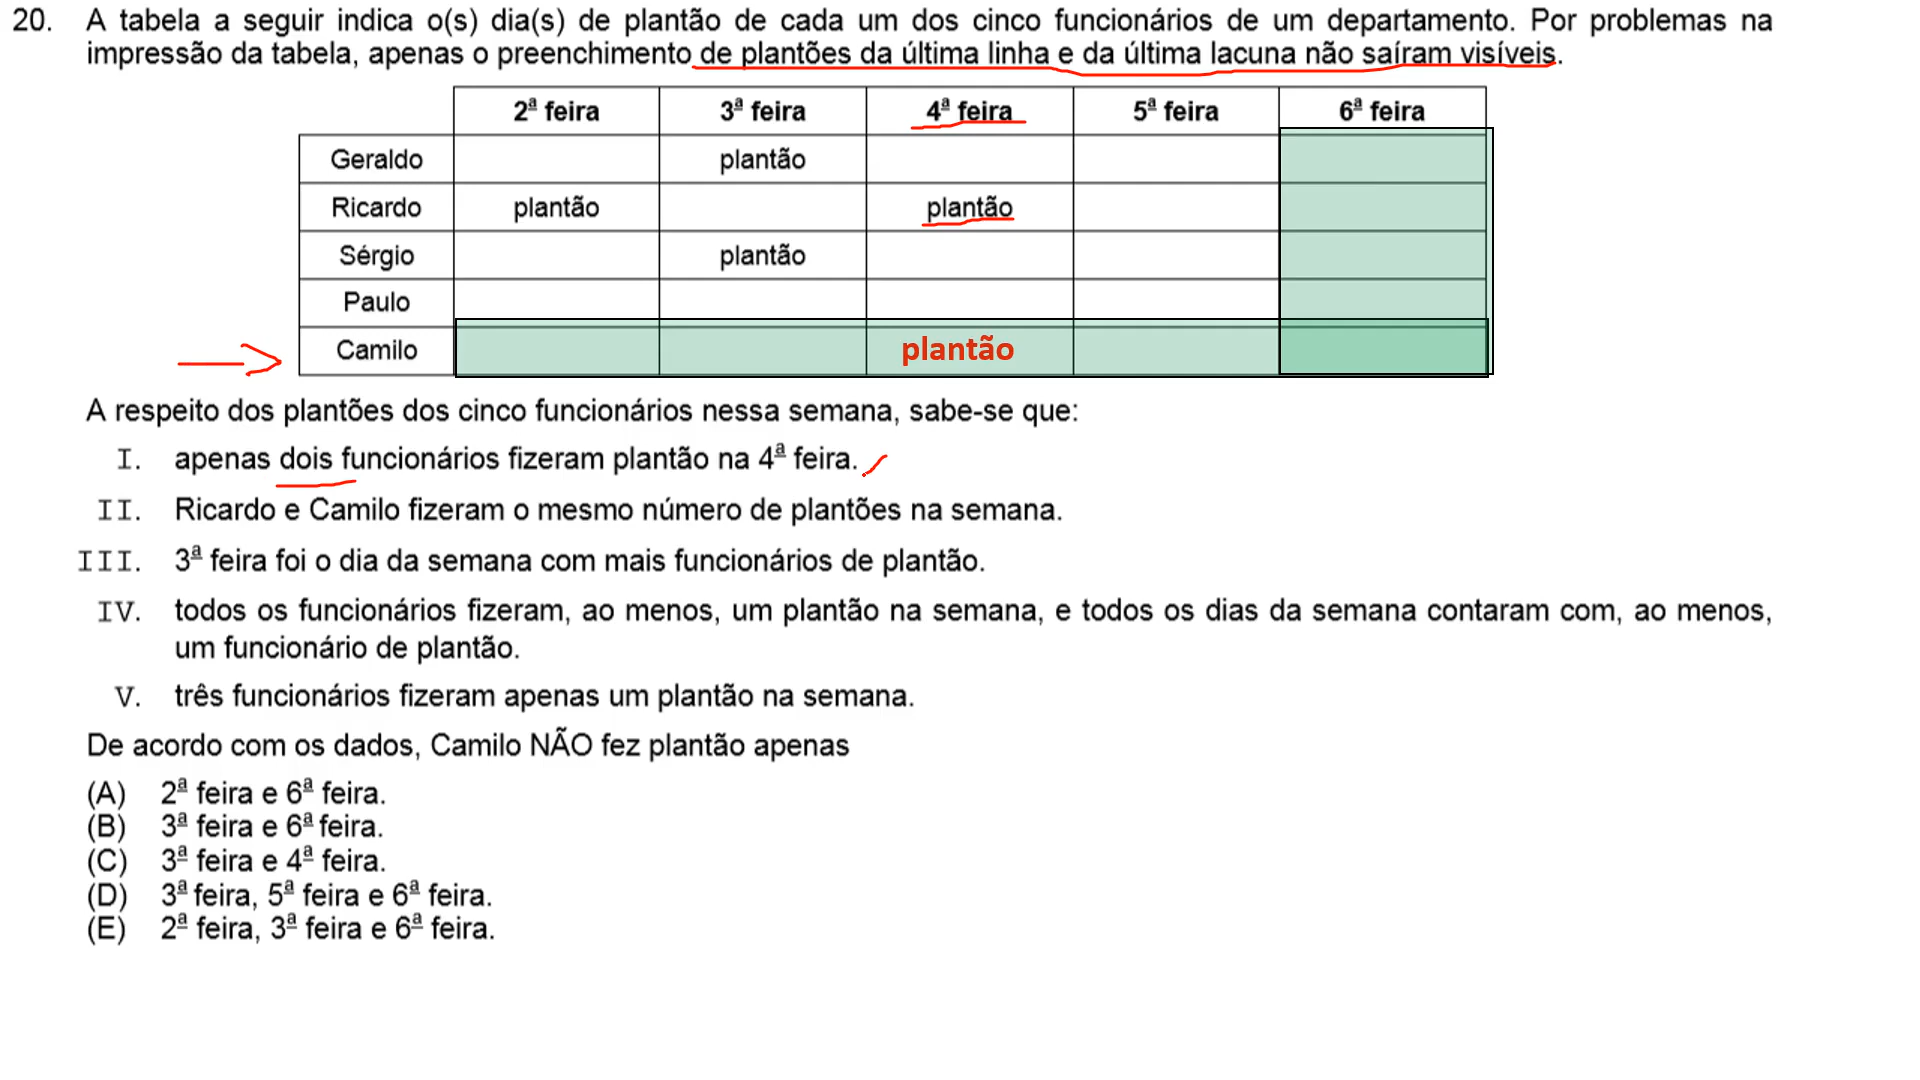 20. A tabela a seguir indica o(s) dia(s) de plantão de cada um dos cinco funcionários de um departamento. Por problemas na
impressão da tabela, apenas o preenchimento de plantões da última linha e da última lacuna não saíram visíveis.
2ª feira 3ª feira 4ª feira 5ª feira 6ª feira
Geraldo plantão
Ricardo plantão plantão
Sérgio plantão
Paulo
Camilo plantão
A respeito dos plantões dos cinco funcionários nessa semana, sabe-se que:
I. apenas dois funcionários fizeram plantão na 4ª feira.
II. Ricardo e Camilo fizeram o mesmo número de plantões na semana.
III. 3ª feira foi o dia da semana com mais funcionários de plantão.
IV. todos os funcionários fizeram, ao menos, um plantão na semana, e todos os dias da semana contaram com, ao menos,
um funcionário de plantão.
V. três funcionários fizeram apenas um plantão na semana.
De acordo com os dados, Camilo NÃO fez plantão apenas
(A) 2ª feira e 6ª feira.
(B) 3ª feira e 6ª feira.
(C) 3ª feira e 4ª feira.
(D) 3ª feira, 5ª feira e 6ª feira.
(E) 2ª feira, 3ª feira e 6ª feira.